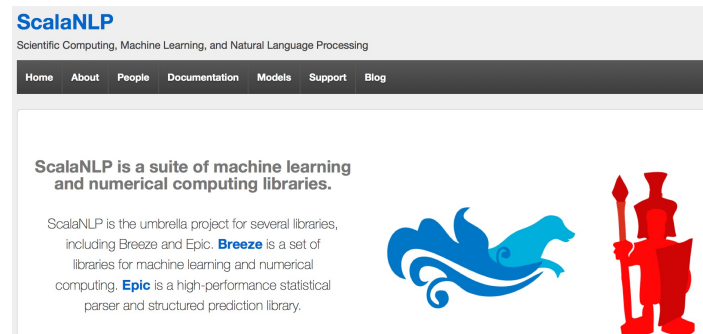 ScalaNLP
Scientific Computing, Machine Learning, and Natural Language Processing
Home About People Documentation Models Support Blog
ScalaNLP is a suite of machine learning
and numerical computing libraries.
ScalaNLP is the umbrella project for several libraries,
including Breeze and Epic. Breeze is a set of
libraries for machine learning and numerical
computing. Epic is a high-performance statistical
parser and structured prediction library.